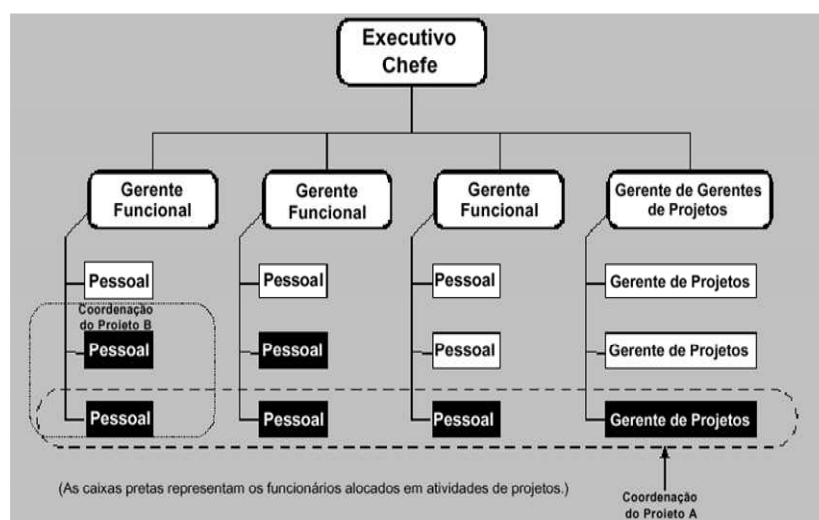 Executivo
Chefe
Gerente
Funcional
Gerente
Funcional
Gerente
Funcional
Gerente de Gerentes
de Projetos
Pessoal
Pessoal
Pessoal
Gerente de Projetos
Coordenação
do Projeto B
Pessoal
Pessoal
Pessoal
Gerente de Projetos
Pessoal
Pessoal
Pessoal
Gerente de Projetos
(As caixas pretas representam os funcionários alocados em atividades de projetos.)
Coordenação
do Projeto A